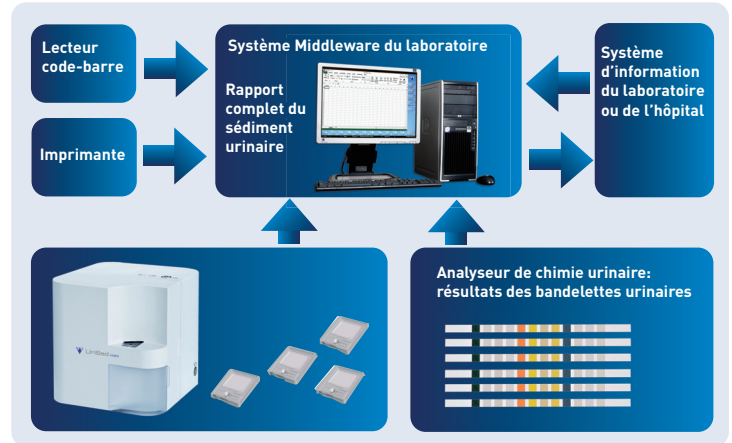 Lecteur
code-barre
Système Middleware du laboratoire
Rapport
complet du
sédiment
urinaire
Système
d’information
du laboratoire
ou de l’hôpital
Imprimante
Analyseur de chimie urinaire:
résultats des bandelettes urinaires